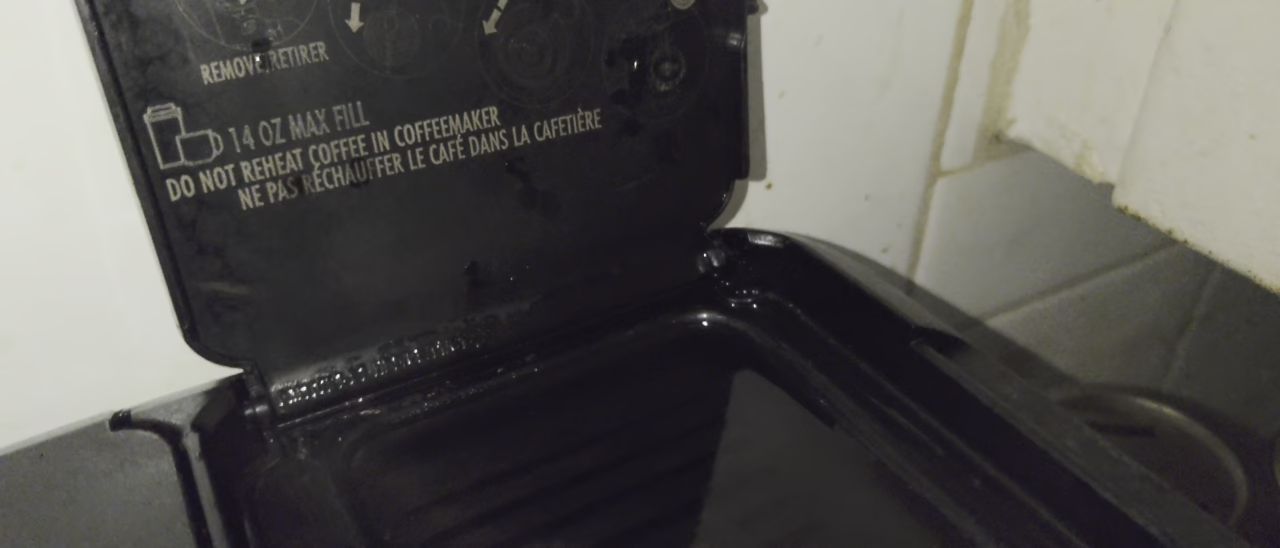 REMOVE/RETIRER
14 OZ MAX FILL
DO NOT REHEAT COFFEE IN COFFEEMAKER
NE PAS RÉCHAUFFER LE CAFÉ DANS LA CAFETIÈRE